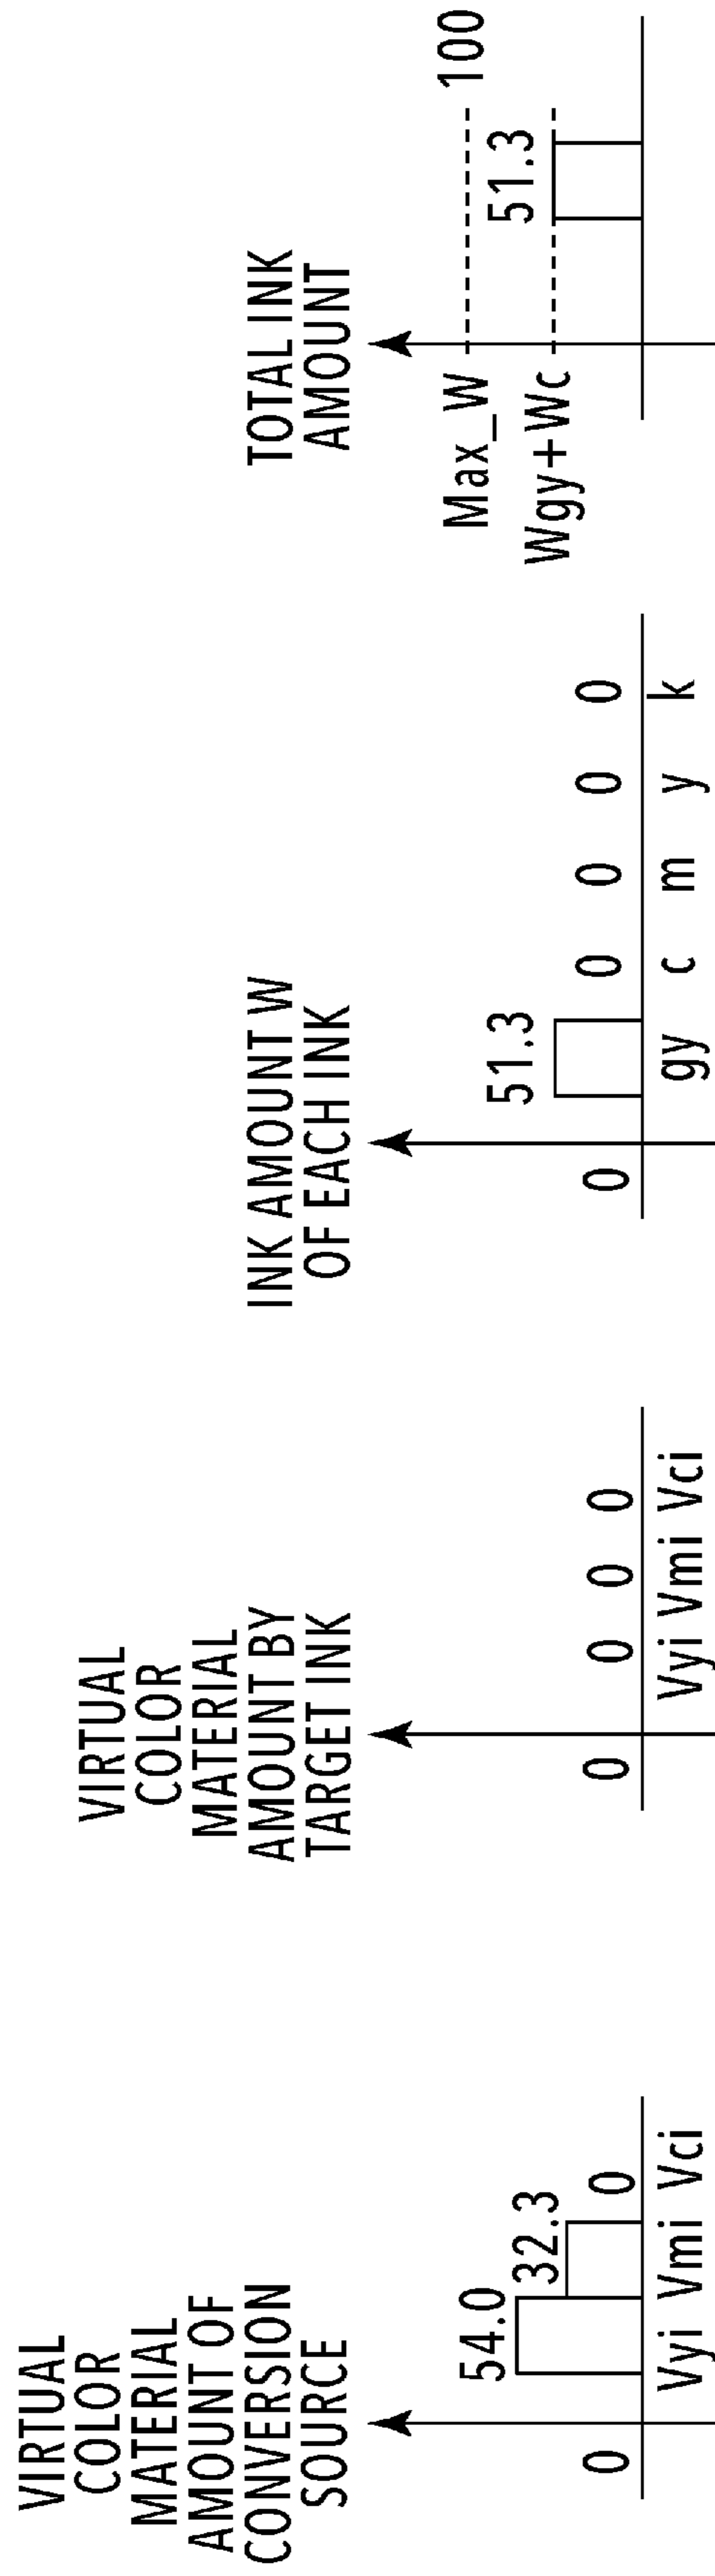 VIRTUAL
COLOR
MATERIAL
AMOUNT OF
CONVERSION
SOURCE
54.0
32.3
0
0
Vyi Vmi Vci
VIRTUAL
COLOR
MATERIAL
AMOUNT BY
TARGET INK
0
0 0 0
Vyi Vmi Vci
INK AMOUNT W
OF EACH INK
51.3
0
0 0 0 0
gy c m y k
TOTAL INK
AMOUNT
Max_W
100
51.3
Wgy+Wc